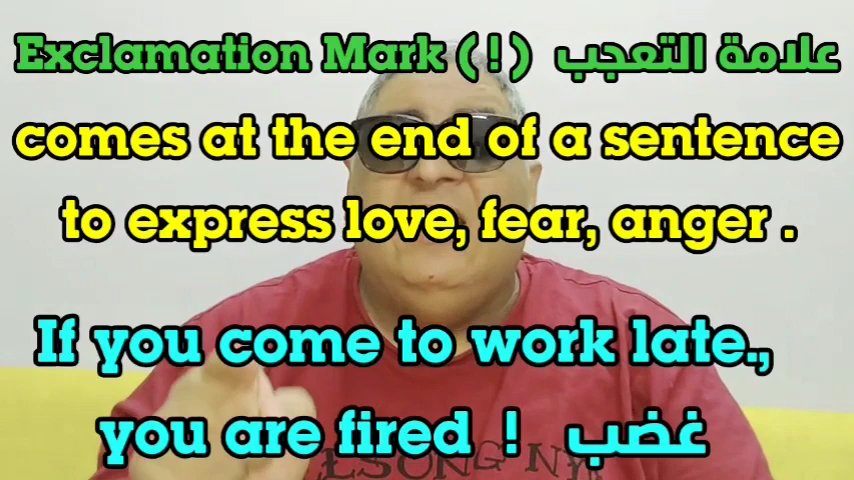 Exclamation Mark ( ! ) علامة التعجب
comes at the end of a sentence
to express love, fear, anger .
If you come to work late.,
you are fired ! غضب